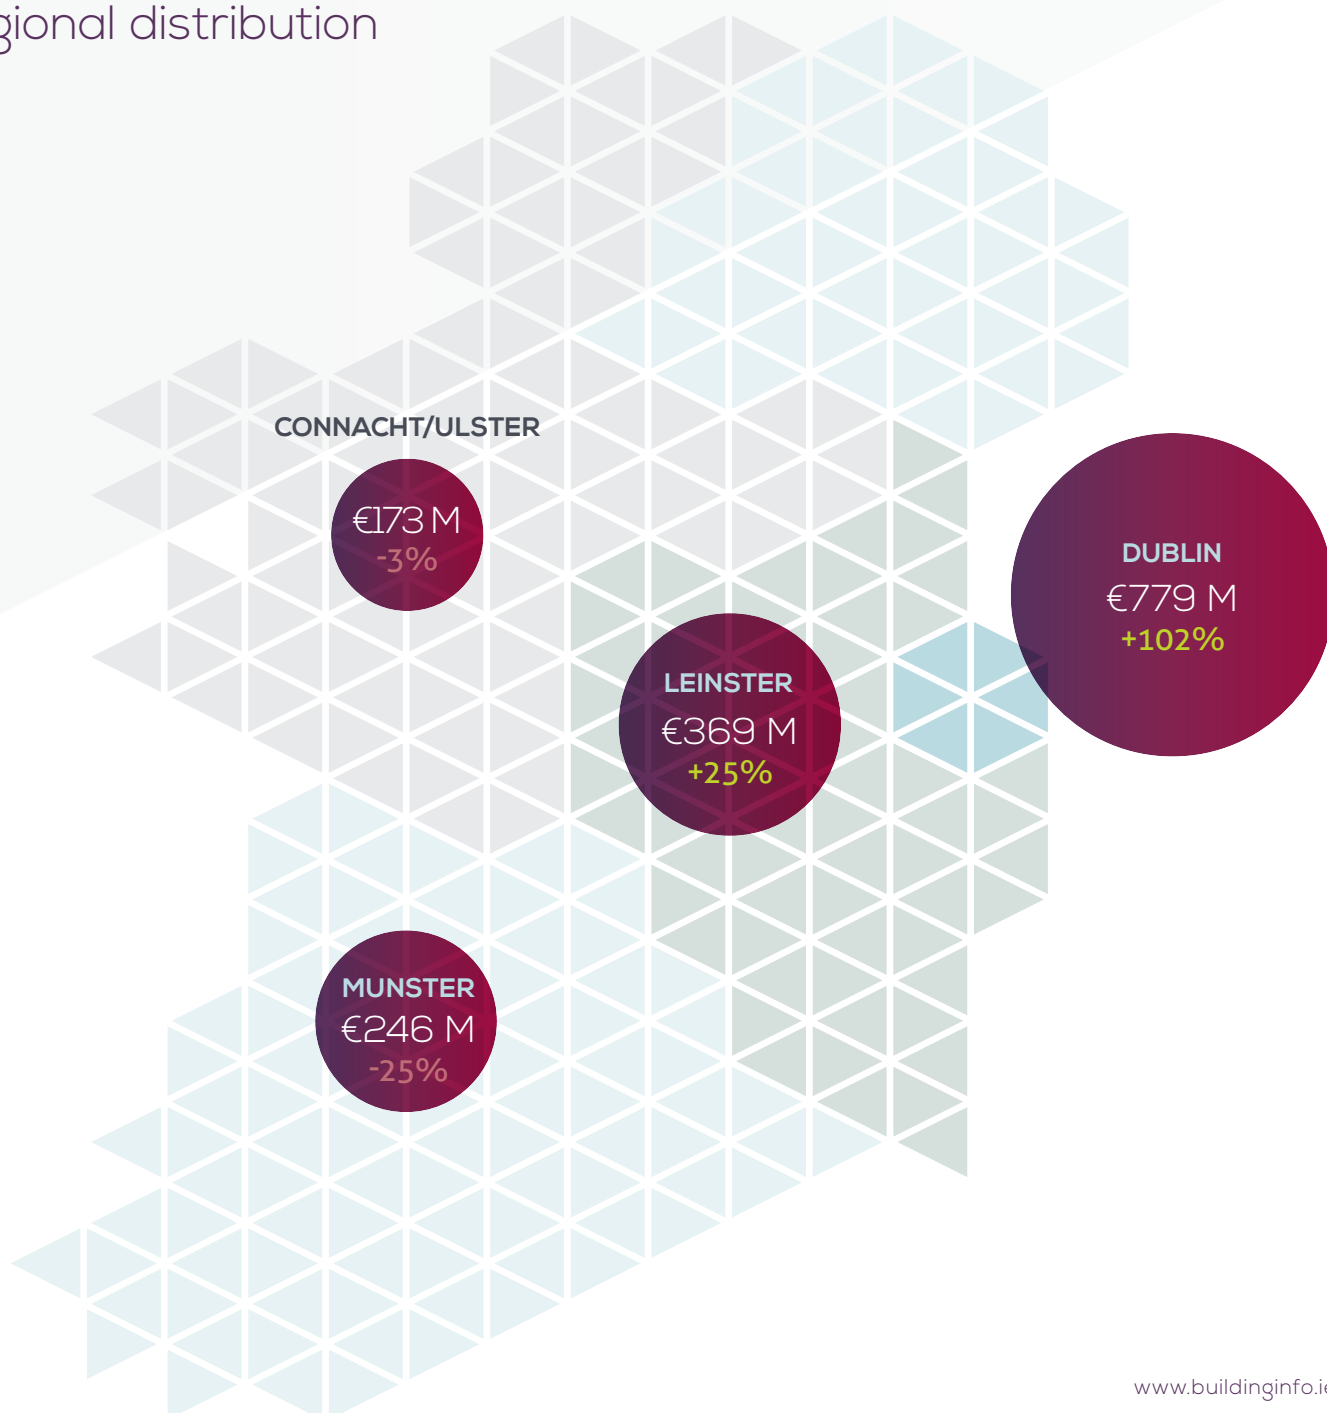 gional distribution
CONNACHT/ULSTER
€173 M
-3%
DUBLIN
€779 M
+102%
LEINSTER
€369 M
+25%
MUNSTER
€246 M
-25%
www.buildinginfo.ie